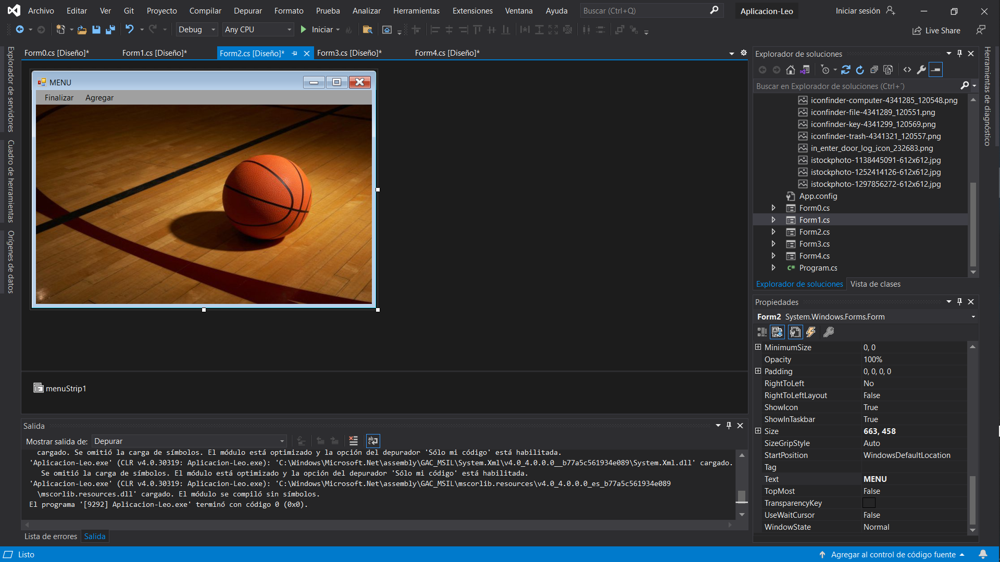 Archivo Editar Ver Git Proyecto Compilar Depurar Formato Prueba Analizar Herramientas Extensiones Ventana Ayuda Buscar (Ctrl+Q) Aplicacion-Leo Iniciar sesión
Debug Any CPU Iniciar Live Share
Explorador de servidores
Cuadro de herramientas
Orígenes de datos
Form0.cs [Diseño]* Form1.cs [Diseño]* Form2.cs [Diseño]* Form3.cs [Diseño]* Form4.cs [Diseño]*
MENU
Finalizar Agregar
menuStrip1
Salida
Mostrar salida de: Depurar
cargado. Se omitió la carga de símbolos. El módulo está optimizado y la opción del depurador 'Sólo mi código' está habilitada.
'Aplicacion-Leo.exe' (CLR v4.0.30319: Aplicacion-Leo.exe): 'C:\Windows\Microsoft.Net\assembly\GAC_MSIL\System.Xml\v4.0_4.0.0.0__b77a5c561934e089\System.Xml.dll' cargado.
Se omitió la carga de símbolos. El módulo está optimizado y la opción del depurador 'Sólo mi código' está habilitada.
'Aplicacion-Leo.exe' (CLR v4.0.30319: Aplicacion-Leo.exe): 'C:\Windows\Microsoft.Net\assembly\GAC_MSIL\mscorlib.resources\v4.0_4.0.0.0_es_b77a5c561934e089
\mscorlib.resources.dll' cargado. El módulo se compiló sin símbolos.
El programa '[9292] Aplicacion-Leo.exe' terminó con código 0 (0x0).
Lista de errores Salida
Explorador de soluciones
Buscar en Explorador de soluciones (Ctrl+´)
iconfinder-computer-4341285_120548.png
iconfinder-file-4341289_120551.png
iconfinder-key-4341299_120569.png
iconfinder-trash-4341321_120557.png
in_enter_door_log_icon_232683.png
istockphoto-1138445091-612x612.jpg
istockphoto-1252414126-612x612.jpg
istockphoto-1297856272-612x612.jpg
App.config
Form0.cs
Form1.cs
Form2.cs
Form3.cs
Form4.cs
C# Program.cs
Explorador de soluciones Vista de clases
Propiedades
Form2 System.Windows.Forms.Form
MinimumSize 0, 0
Opacity 100%
Padding 0, 0, 0, 0
RightToLeft No
RightToLeftLayout False
ShowIcon True
ShowInTaskbar True
Size 663, 458
SizeGripStyle Auto
StartPosition WindowsDefaultLocation
Tag
Text MENU
TopMost False
TransparencyKey
UseWaitCursor False
WindowState Normal
Herramientas de diagnóstico
Listo Agregar al control de código fuente